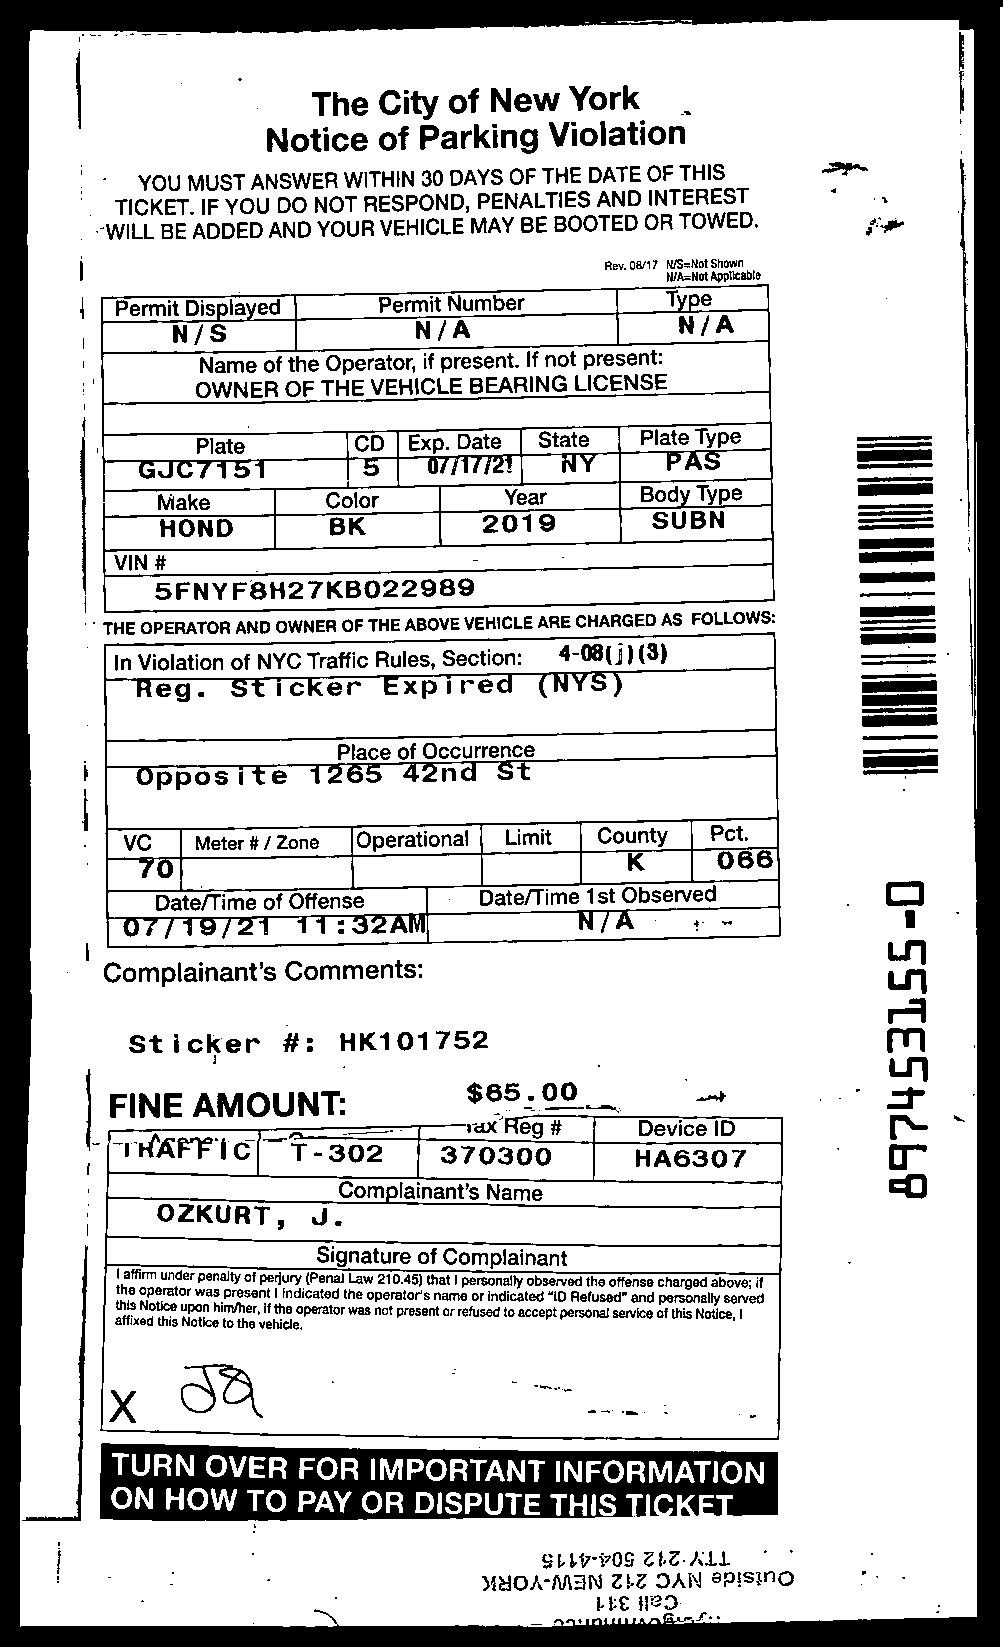 The City of New York
Notice of Parking Violation
YOU MUST ANSWER WITHIN 30 DAYS OF THE DATE OF THIS
TICKET. IF YOU DO NOT RESPOND, PENALTIES AND INTEREST
WILL BE ADDED AND YOUR VEHICLE MAY BE BOOTED OR TOWED.
Rev. 08/17 N/S=Not Shown
N/A=Not Applicable
Permit Displayed Permit Number Type
N/S N/A N/A
Name of the Operator, if present. If not present:
OWNER OF THE VEHICLE BEARING LICENSE
Plate CD Exp. Date State Plate Type
GJC7151 5 07/17/21 NY PAS
Make Color Year Body Type
HOND BK 2019 SUBN
VIN #
5FNYF8H27KB022989
THE OPERATOR AND OWNER OF THE ABOVE VEHICLE ARE CHARGED AS FOLLOWS:
In Violation of NYC Traffic Rules, Section: 4-08(j)(3)
Reg. Sticker Expired (NYS)
Place of Occurrence
Opposite 1265 42nd St
VC Meter # / Zone Operational Limit County Pct.
70 K 066
Date/Time of Offense Date/Time 1st Observed
07/19/21 11:32AM N/A
Complainant's Comments:
Sticker #: HK101752
FINE AMOUNT: $65.00
Tax Reg # Device ID
TRAFFIC T-302 370300 HA6307
Complainant's Name
OZKURT, J.
Signature of Complainant
I affirm under penalty of perjury (Penal Law 210.45) that I personally observed the offense charged above; if
the operator was present I indicated the operator's name or indicated "ID Refused" and personally served
this Notice upon him/her, if the operator was not present or refused to accept personal service of this Notice, I
affixed this Notice to the vehicle.
X
TURN OVER FOR IMPORTANT INFORMATION
ON HOW TO PAY OR DISPUTE THIS TICKET
897453155-0
Call 311
Outside NYC 212 NEW-YORK
TTY 212 504-4115